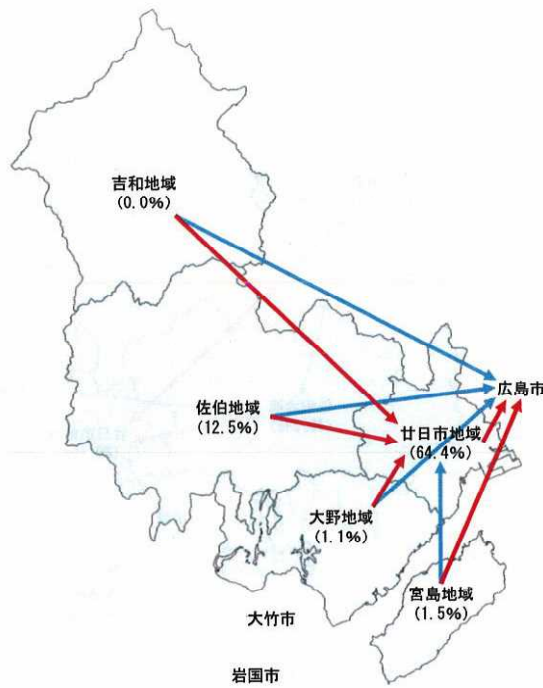 吉和地域
(0.0%)
広島市
佐伯地域
(12.5%)
廿日市地域
(64.4%)
大野地域
(1.1%)
宮島地域
(1.5%)
大竹市
岩国市